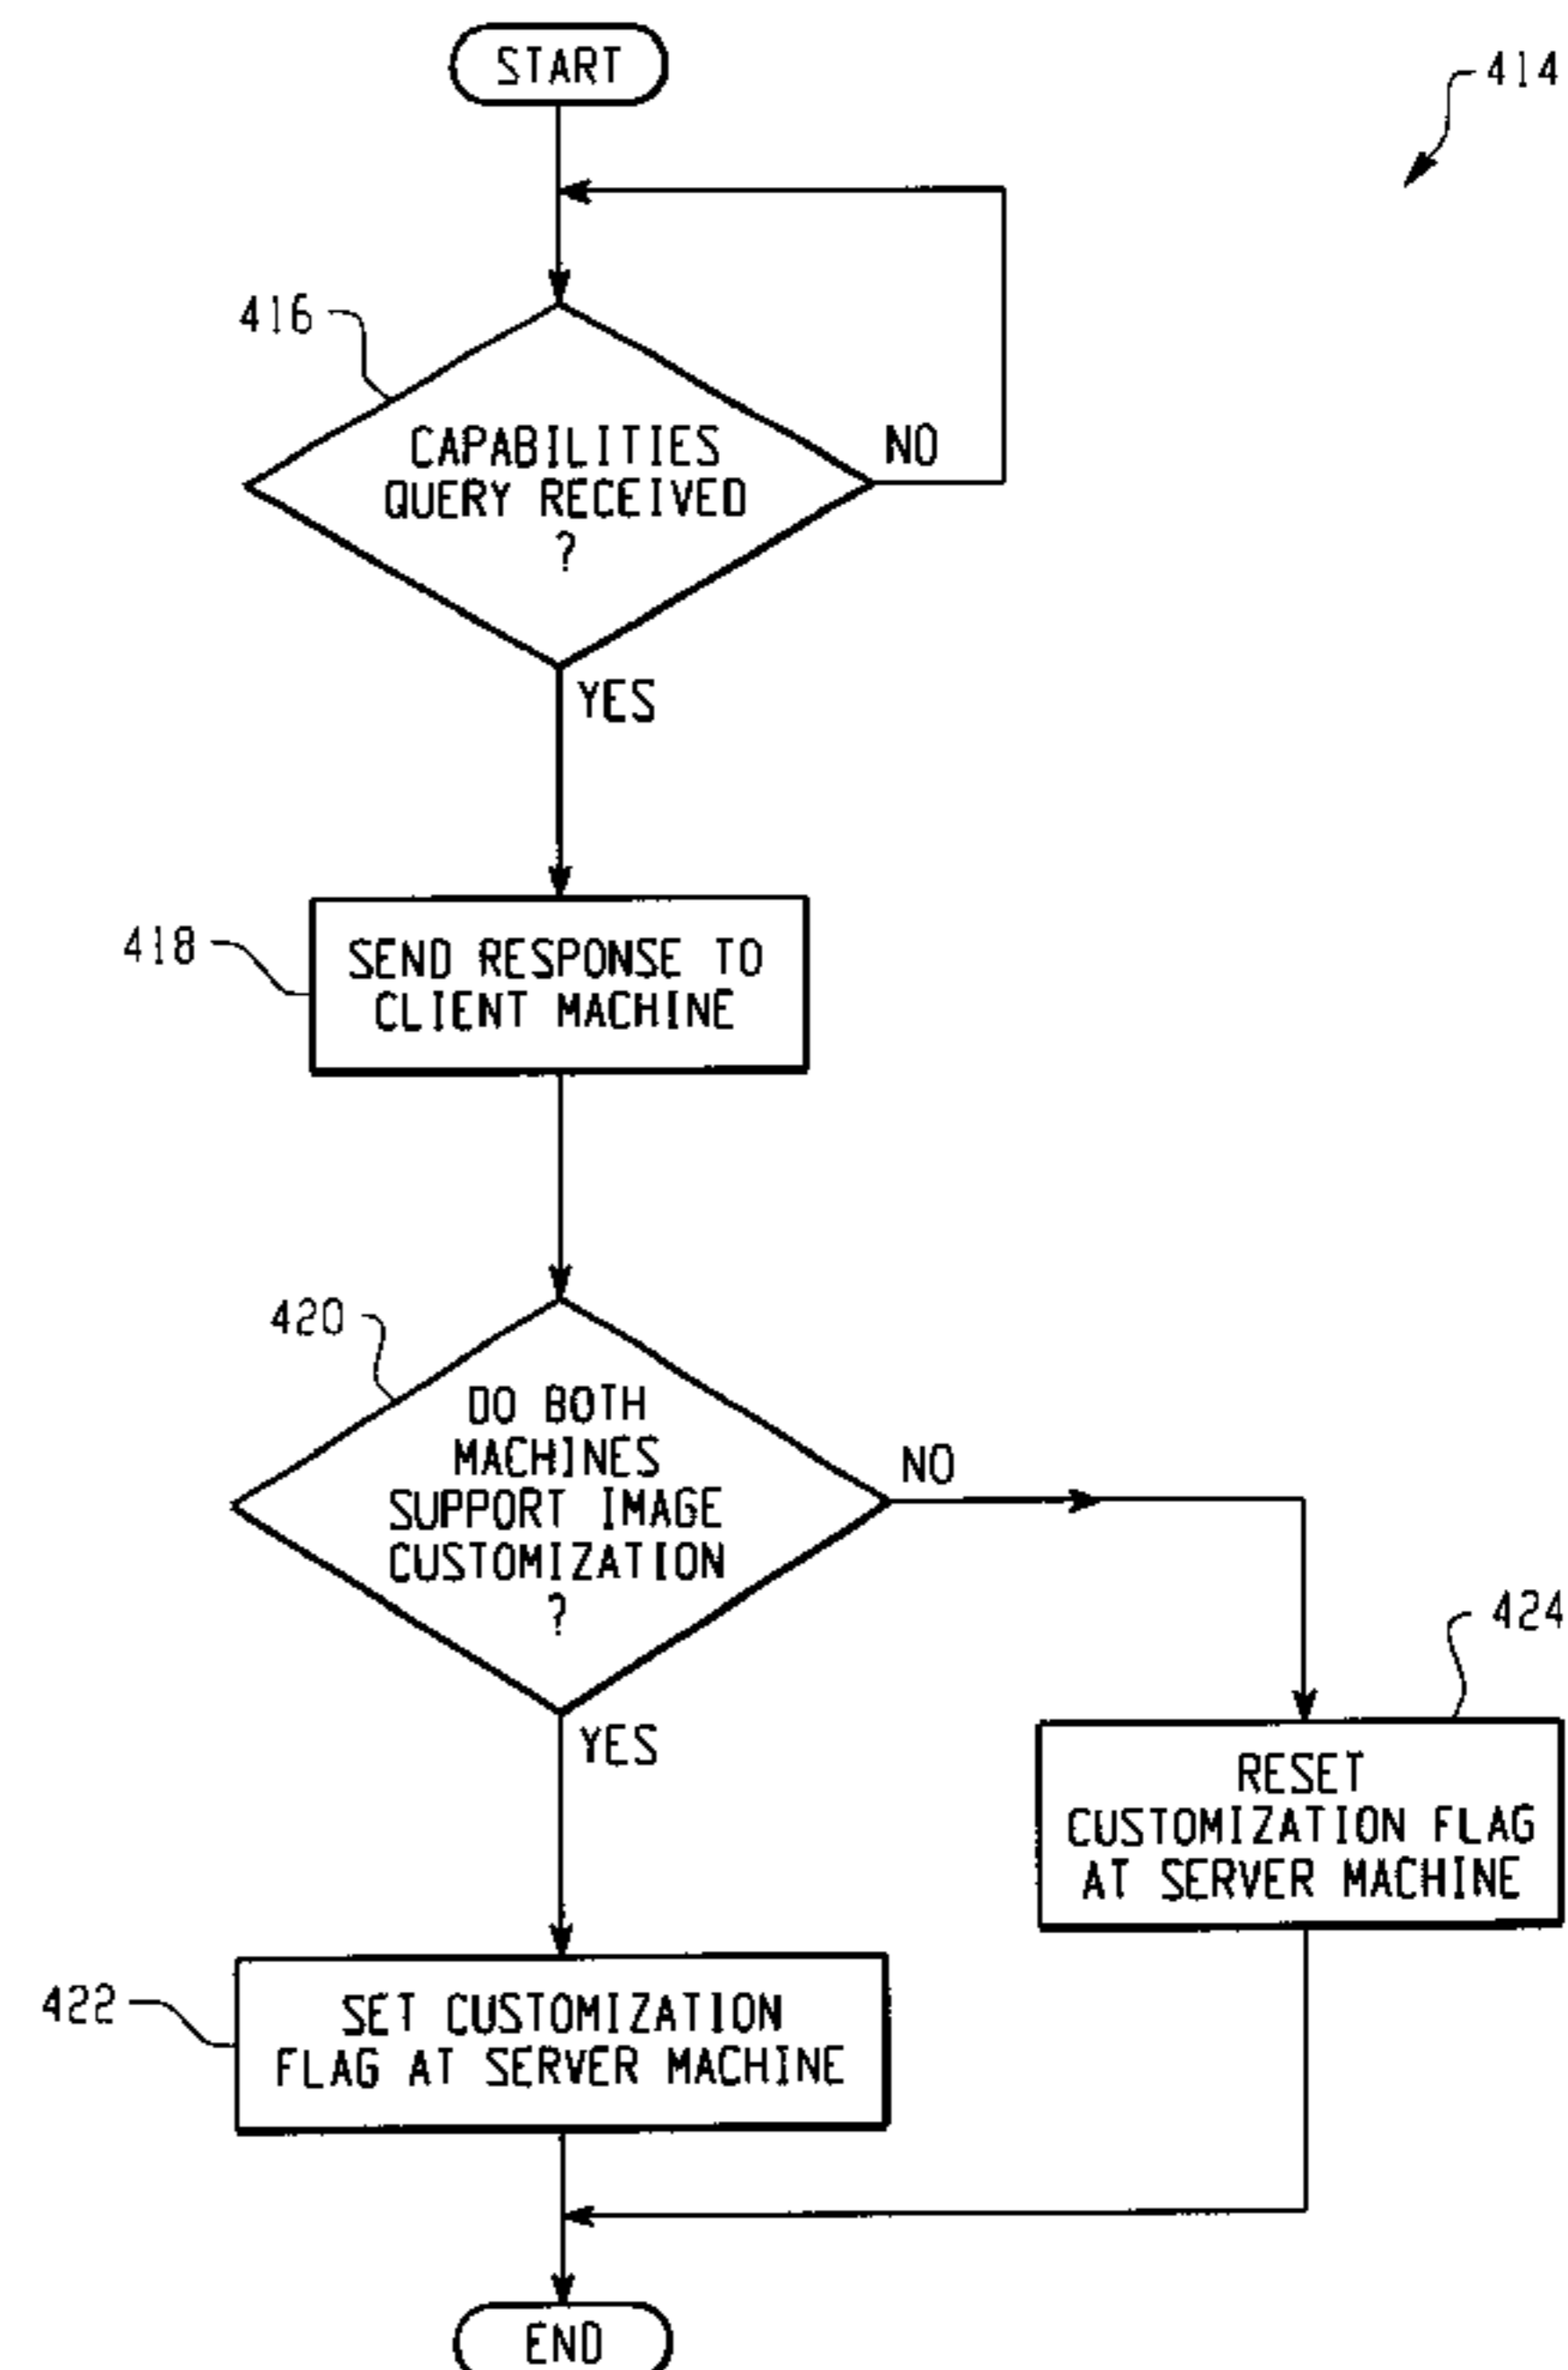 START
414
416
CAPABILITIES
QUERY RECEIVED
?
NO
YES
418
SEND RESPONSE TO
CLIENT MACHINE
420
DO BOTH
MACHINES
SUPPORT IMAGE
CUSTOMIZATION
?
NO
YES
424
RESET
CUSTOMIZATION FLAG
AT SERVER MACHINE
422
SET CUSTOMIZATION
FLAG AT SERVER MACHINE
END